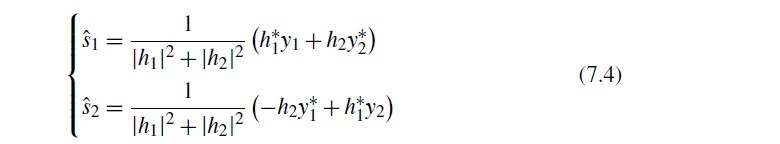 ŝ₁ = 1 / (|h₁|² + |h₂|²) (h₁*y₁ + h₂y₂*)
ŝ₂ = 1 / (|h₁|² + |h₂|²) (−h₂y₁* + h₁*y₂)
(7.4)